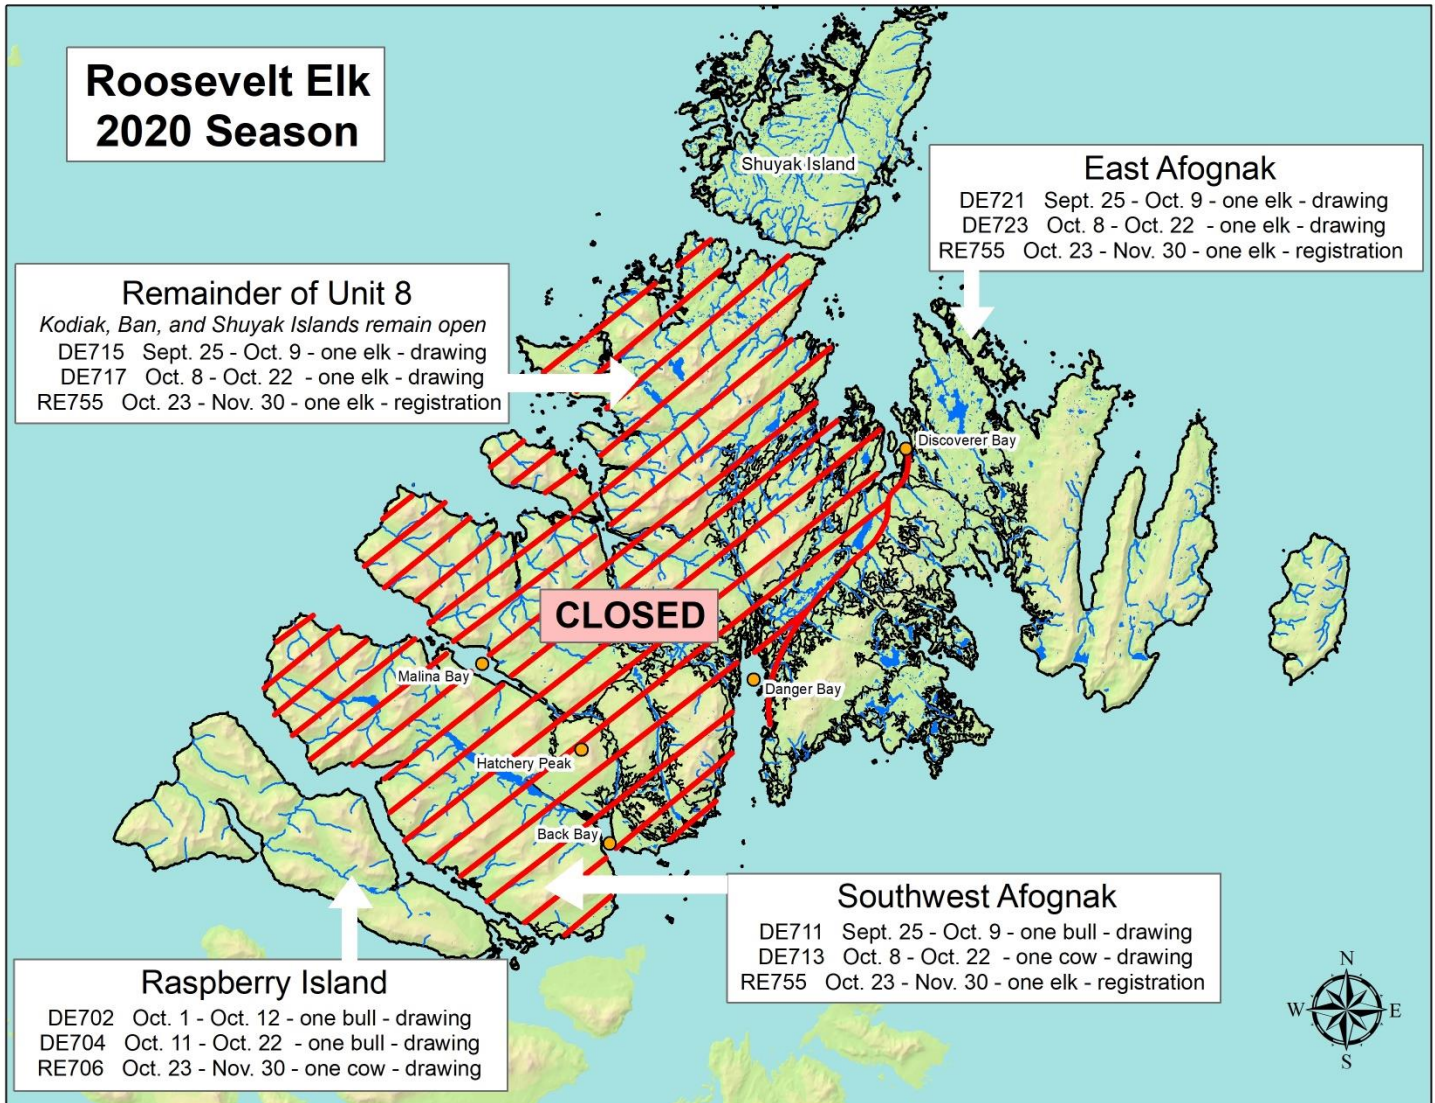 Roosevelt Elk
2020 Season
Shuyak Island
East Afognak
DE721 Sept. 25 - Oct. 9 - one elk - drawing
DE723 Oct. 8 - Oct. 22 - one elk - drawing
RE755 Oct. 23 - Nov. 30 - one elk - registration
Remainder of Unit 8
Kodiak, Ban, and Shuyak Islands remain open
DE715 Sept. 25 - Oct. 9 - one elk - drawing
DE717 Oct. 8 - Oct. 22 - one elk - drawing
RE755 Oct. 23 - Nov. 30 - one elk - registration
Discoverer Bay
CLOSED
Malina Bay
Danger Bay
Hatchery Peak
Back Bay
Southwest Afognak
DE711 Sept. 25 - Oct. 9 - one bull - drawing
DE713 Oct. 8 - Oct. 22 - one cow - drawing
RE755 Oct. 23 - Nov. 30 - one elk - registration
Raspberry Island
DE702 Oct. 1 - Oct. 12 - one bull - drawing
DE704 Oct. 11 - Oct. 22 - one bull - drawing
RE706 Oct. 23 - Nov. 30 - one cow - drawing
N
W E
S